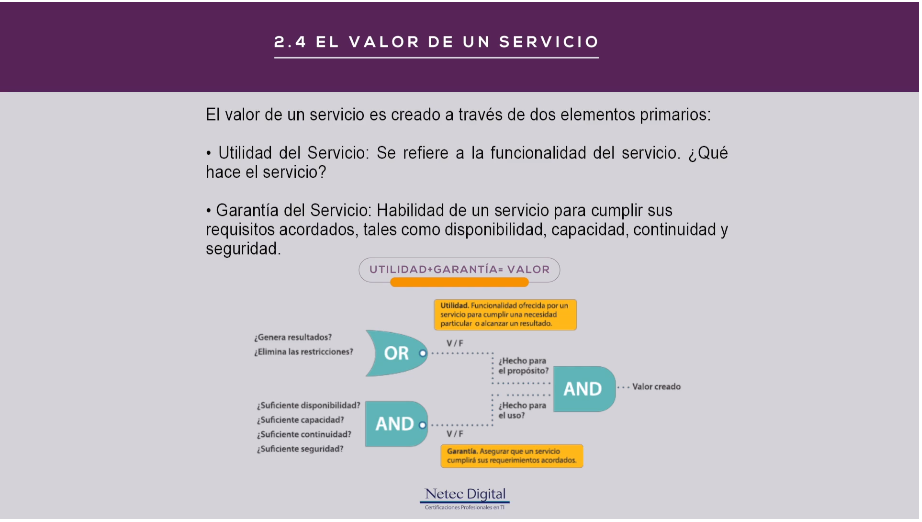 2.4 EL VALOR DE UN SERVICIO
El valor de un servicio es creado a través de dos elementos primarios:
• Utilidad del Servicio: Se refiere a la funcionalidad del servicio. ¿Qué
hace el servicio?
• Garantía del Servicio: Habilidad de un servicio para cumplir sus
requisitos acordados, tales como disponibilidad, capacidad, continuidad y
seguridad.
UTILIDAD+GARANTÍA= VALOR
Utilidad. Funcionalidad ofrecida por un
servicio para cumplir una necesidad
particular o alcanzar un resultado.
¿Genera resultados?
¿Elimina las restricciones?
OR
V / F
¿Hecho para
el propósito?
AND
Valor creado
¿Hecho para
el uso?
¿Suficiente disponibilidad?
¿Suficiente capacidad?
¿Suficiente continuidad?
¿Suficiente seguridad?
AND
V / F
Garantía. Asegurar que un servicio
cumplirá sus requerimientos acordados.
Netec Digital
Certificaciones Profesionales en TI